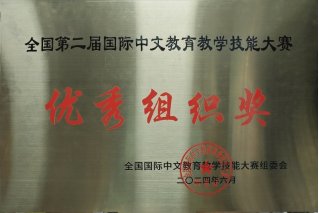 全国第二届国际中文教育教学技能大赛
优秀组织奖
全国国际中文教育教学技能大赛组委会
二〇二四年六月